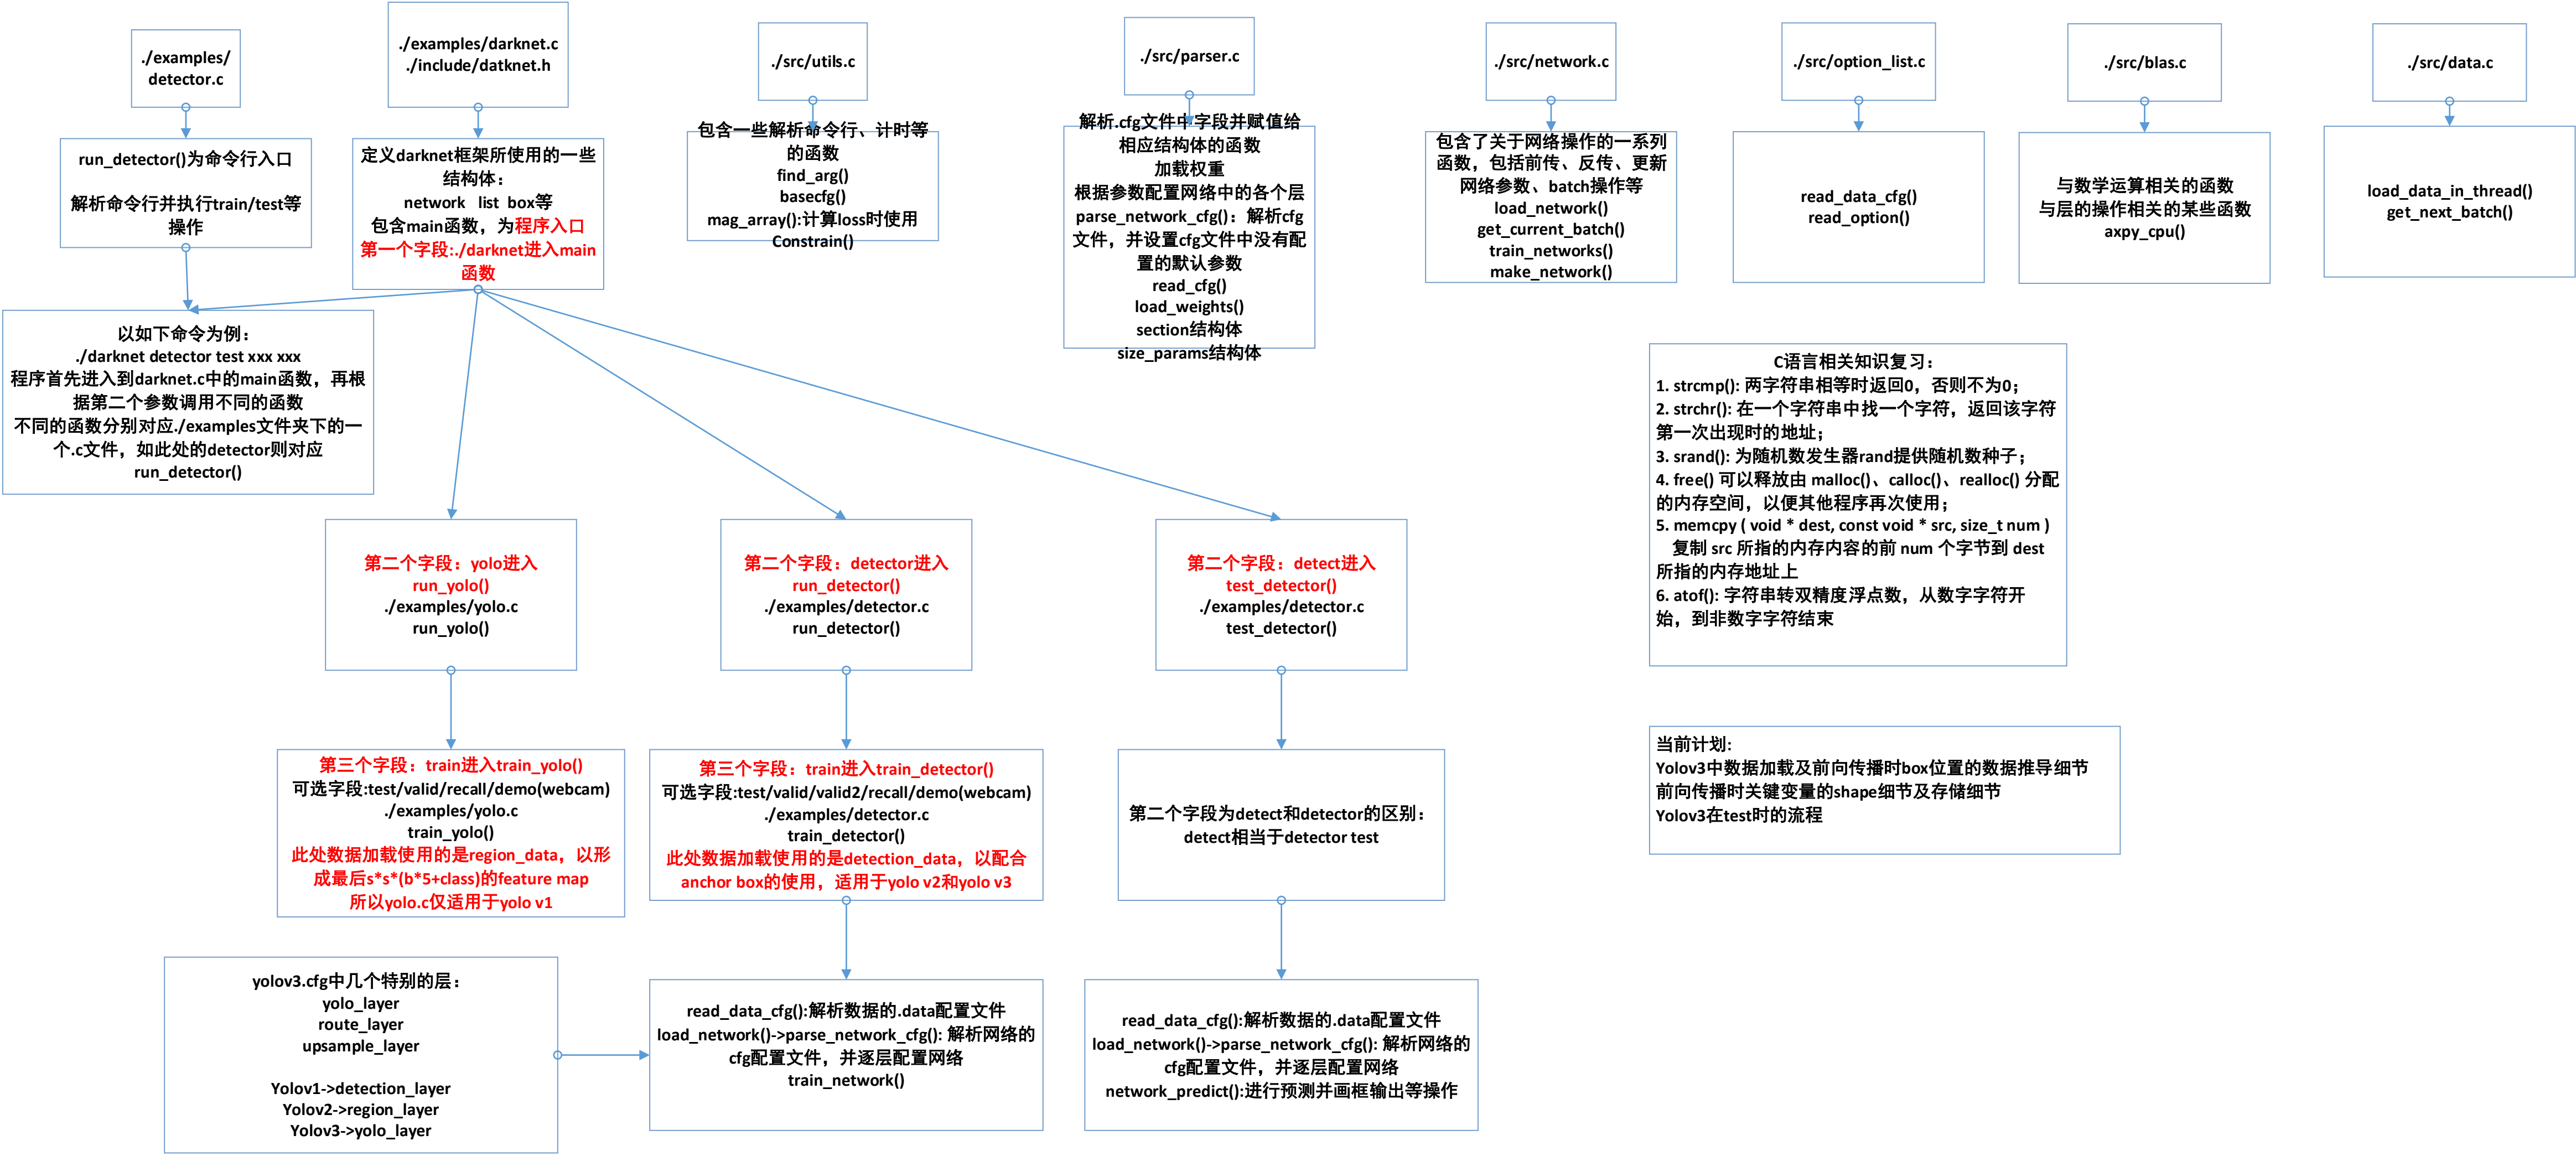 ./examples/
detector.c
./examples/darknet.c
./include/datknet.h
./src/utils.c
./src/parser.c
./src/network.c
./src/option_list.c
./src/blas.c
./src/data.c
run_detector()为命令行入口
解析命令行并执行train/test等
操作
定义darknet框架所使用的一些
结构体：
network list box等
包含main函数，为程序入口
第一个字段:./darknet进入main
函数
包含一些解析命令行、计时等
的函数
find_arg()
basecfg()
mag_array():计算loss时使用
Constrain()
解析.cfg文件中字段并赋值给
相应结构体的函数
加载权重
根据参数配置网络中的各个层
parse_network_cfg()：解析cfg
文件，并设置cfg文件中没有配
置的默认参数
read_cfg()
load_weights()
section结构体
size_params结构体
包含了关于网络操作的一系列
函数，包括前传、反传、更新
网络参数、batch操作等
load_network()
get_current_batch()
train_networks()
make_network()
read_data_cfg()
read_option()
与数学运算相关的函数
与层的操作相关的某些函数
axpy_cpu()
load_data_in_thread()
get_next_batch()
以如下命令为例：
./darknet detector test xxx xxx
程序首先进入到darknet.c中的main函数，再根
据第二个参数调用不同的函数
不同的函数分别对应./examples文件夹下的一
个.c文件，如此处的detector则对应
run_detector()
C语言相关知识复习：
1. strcmp(): 两字符串相等时返回0，否则不为0；
2. strchr(): 在一个字符串中找一个字符，返回该字符
第一次出现时的地址；
3. srand(): 为随机数发生器rand提供随机数种子；
4. free() 可以释放由 malloc()、calloc()、realloc() 分配
的内存空间，以便其他程序再次使用；
5. memcpy ( void * dest, const void * src, size_t num )
复制 src 所指的内存内容的前 num 个字节到 dest
所指的内存地址上
6. atof(): 字符串转双精度浮点数，从数字字符开
始，到非数字字符结束
第二个字段：yolo进入
run_yolo()
./examples/yolo.c
run_yolo()
第二个字段：detector进入
run_detector()
./examples/detector.c
run_detector()
第二个字段：detect进入
test_detector()
./examples/detector.c
test_detector()
第三个字段：train进入train_yolo()
可选字段:test/valid/recall/demo(webcam)
./examples/yolo.c
train_yolo()
此处数据加载使用的是region_data，以形
成最后s*s*(b*5+class)的feature map
所以yolo.c仅适用于yolo v1
第三个字段：train进入train_detector()
可选字段:test/valid/valid2/recall/demo(webcam)
./examples/detector.c
train_detector()
此处数据加载使用的是detection_data，以配合
anchor box的使用，适用于yolo v2和yolo v3
第二个字段为detect和detector的区别：
detect相当于detector test
当前计划:
Yolov3中数据加载及前向传播时box位置的数据推导细节
前向传播时关键变量的shape细节及存储细节
Yolov3在test时的流程
yolov3.cfg中几个特别的层：
yolo_layer
route_layer
upsample_layer
Yolov1->detection_layer
Yolov2->region_layer
Yolov3->yolo_layer
read_data_cfg():解析数据的.data配置文件
load_network()->parse_network_cfg(): 解析网络的
cfg配置文件，并逐层配置网络
train_network()
read_data_cfg():解析数据的.data配置文件
load_network()->parse_network_cfg(): 解析网络的
cfg配置文件，并逐层配置网络
network_predict():进行预测并画框输出等操作